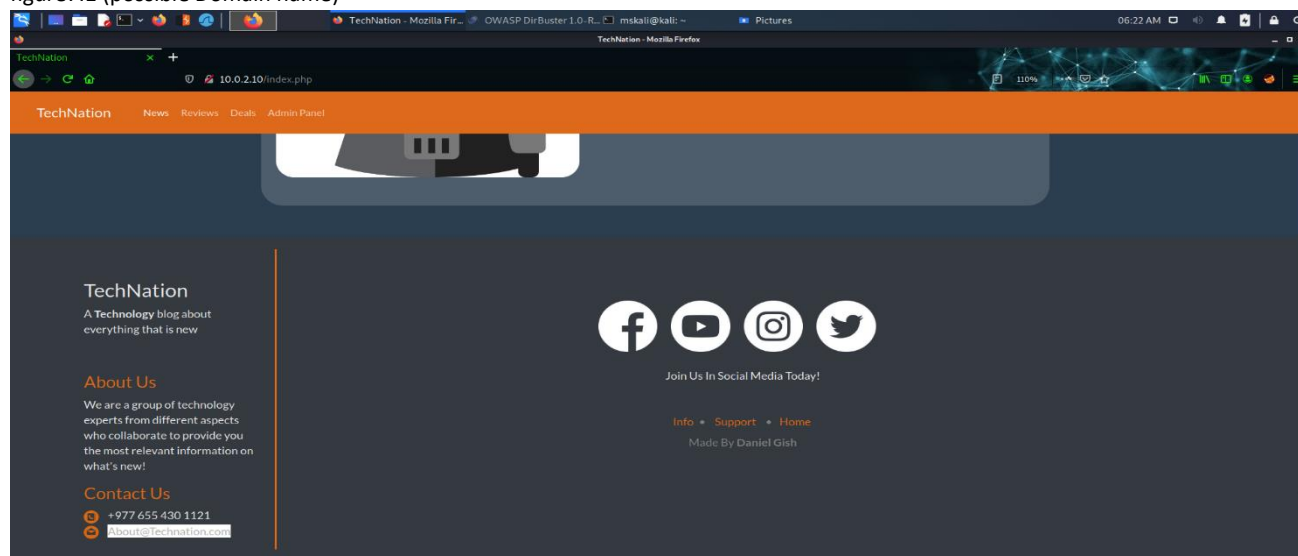 figure:42 (possible Domain name)
TechNation - Mozilla Fir... OWASP DirBuster 1.0-R... mskali@kali: ~ Pictures 06:22 AM
TechNation - Mozilla Firefox
TechNation
10.0.2.10/index.php 110%
TechNation News Reviews Deals Admin Panel
TechNation
A Technology blog about
everything that is new
About Us
We are a group of technology
experts from different aspects
who collaborate to provide you
the most relevant information on
what's new!
Contact Us
+977 655 430 1121
About@Technation.com
Join Us In Social Media Today!
Info • Support • Home
Made By Daniel Gish